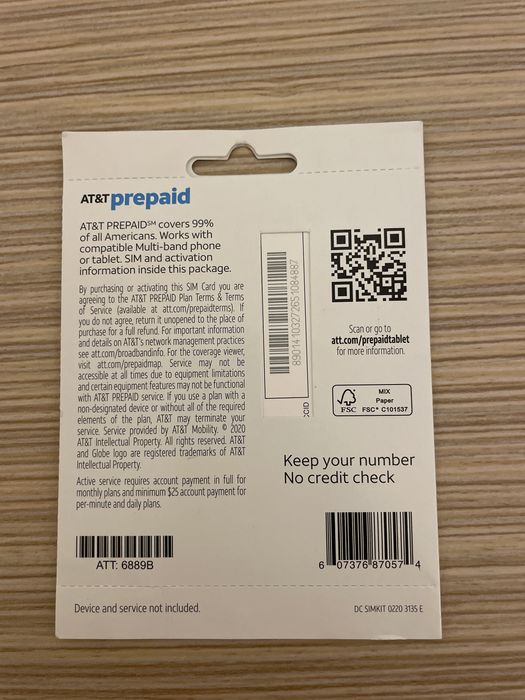 AT&T prepaid
AT&T PREPAID℠ covers 99%
of all Americans. Works with
compatible Multi-band phone
or tablet. SIM and activation
information inside this package.
By purchasing or activating this SIM Card you are
agreeing to the AT&T PREPAID Plan Terms & Terms
of Service (available at att.com/prepaidterms). If
you do not agree, return it unopened to the place of
purchase for a full refund. For important information
and details on AT&T's network management practices
see att.com/broadbandinfo. For the coverage viewer,
visit att.com/prepaidmap. Service may not be
accessible at all times due to equipment limitations
and certain equipment features may not be functional
with AT&T PREPAID service. If you use a plan with a
non-designated device or without all of the required
elements of the plan, AT&T may terminate your
service. Service provided by AT&T Mobility. © 2020
AT&T Intellectual Property. All rights reserved. AT&T
and Globe logo are registered trademarks of AT&T
Intellectual Property.
Active service requires account payment in full for
monthly plans and minimum $25 account payment for
per-minute and daily plans.
ATT: 6889B
89014103272651084887
Scan or go to
att.com/prepaidtablet
for more information.
FSC
MIX
Paper
FSC® C101537
Keep your number
No credit check
6 07376 87057 4
Device and service not included.
DC SIMKIT 0220 3135 E